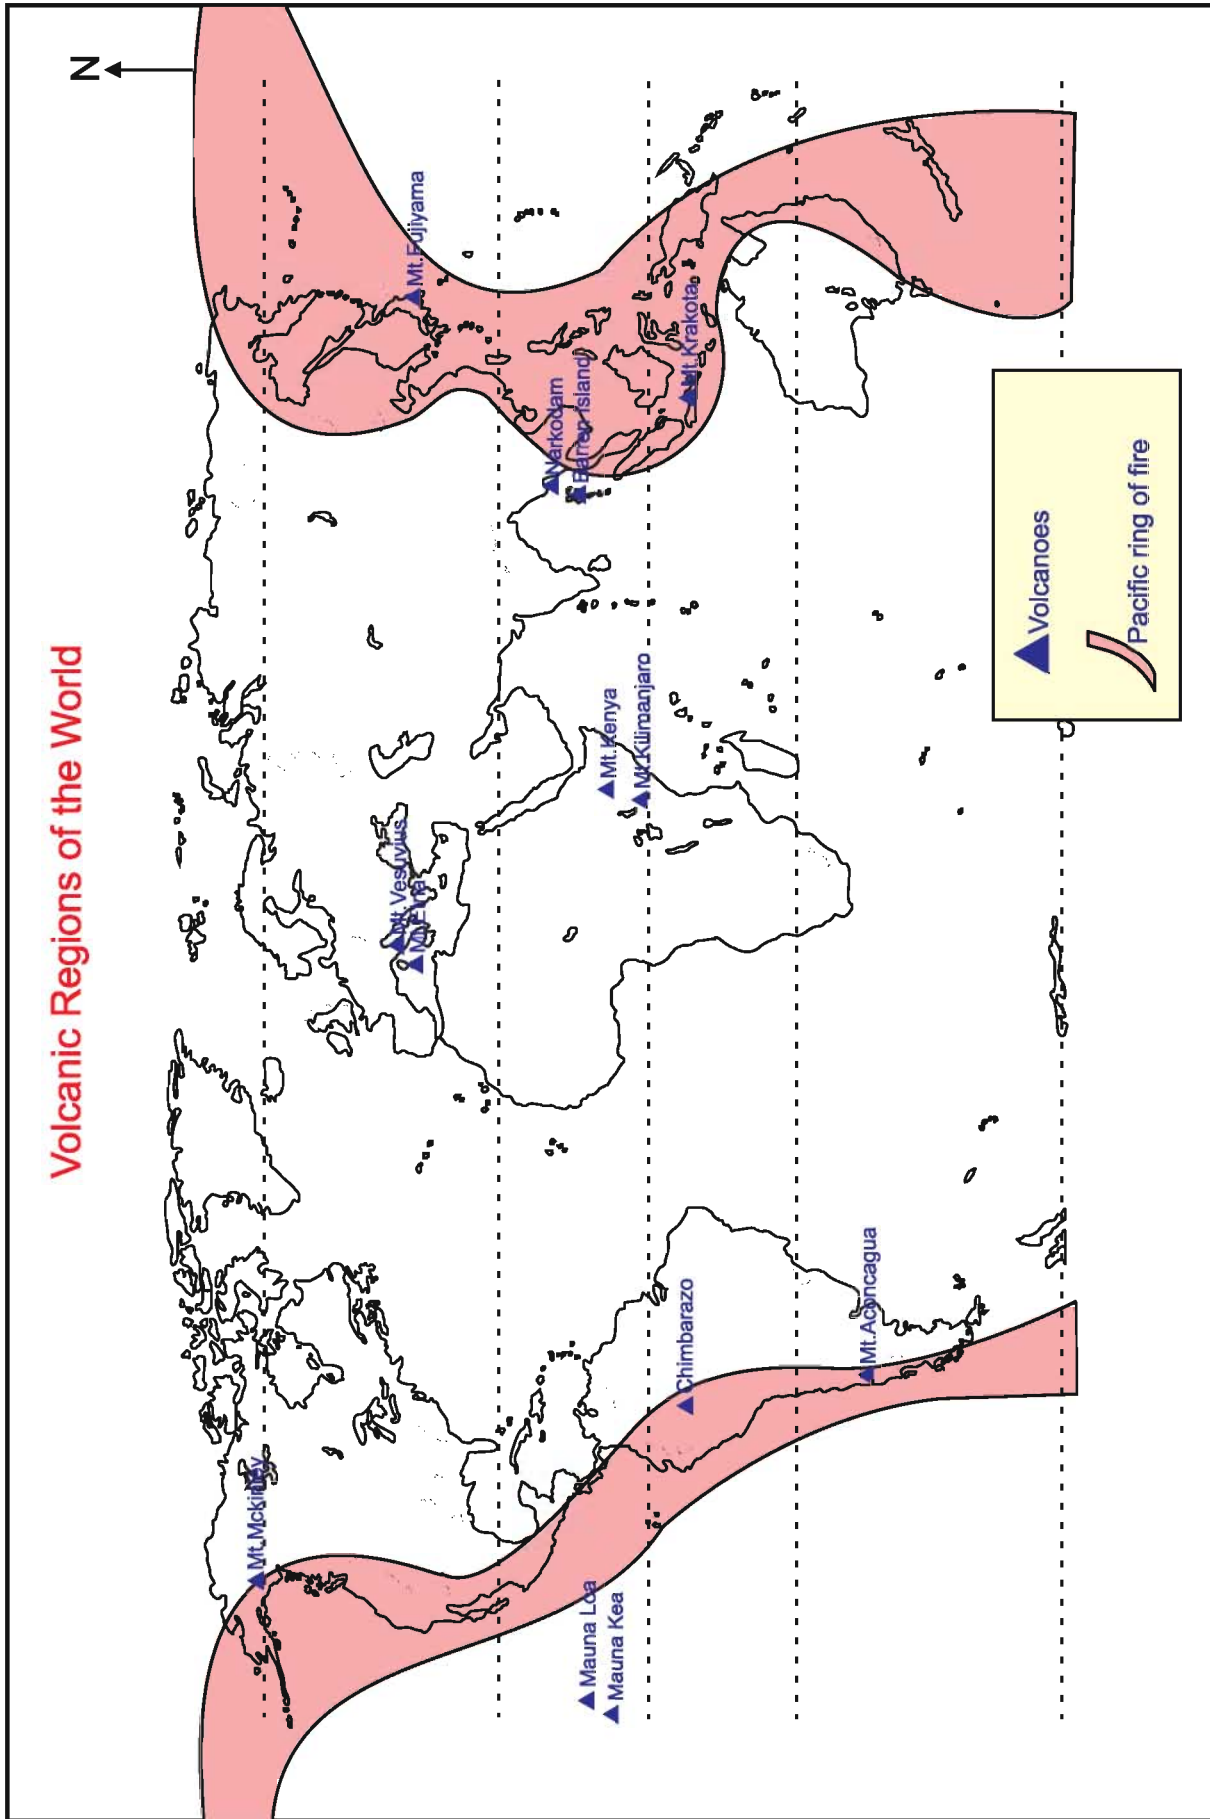 Volcanic Regions of the World
N
Mt.Mckinley
Mt.Fujiyama
Mt.Vesuvius
Mt.Etna
Narkodam
Barren Island
Mauna Loa
Mauna Kea
Mt.Kenya
Mt.Kilimanjaro
Chimbarazo
Mt.Krakota
Mt.Aconcagua
Volcanoes
Pacific ring of fire